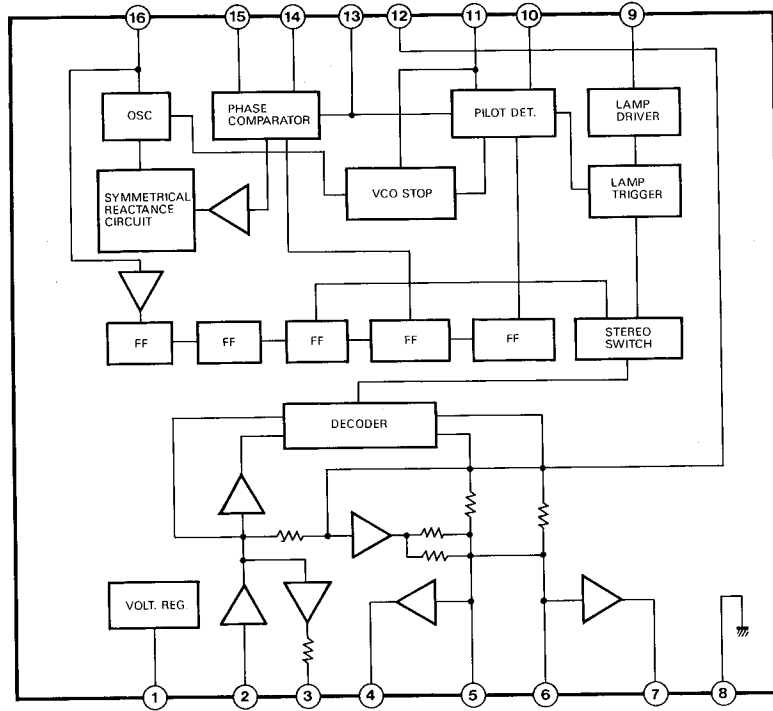 16 15 14 13 12 11 10 9
OSC
PHASE
COMPARATOR
PILOT DET.
LAMP
DRIVER
SYMMETRICAL
REACTANCE
CIRCUIT
VCO STOP
LAMP
TRIGGER
FF FF FF FF FF
STEREO
SWITCH
DECODER
VOLT. REG.
1 2 3 4 5 6 7 8